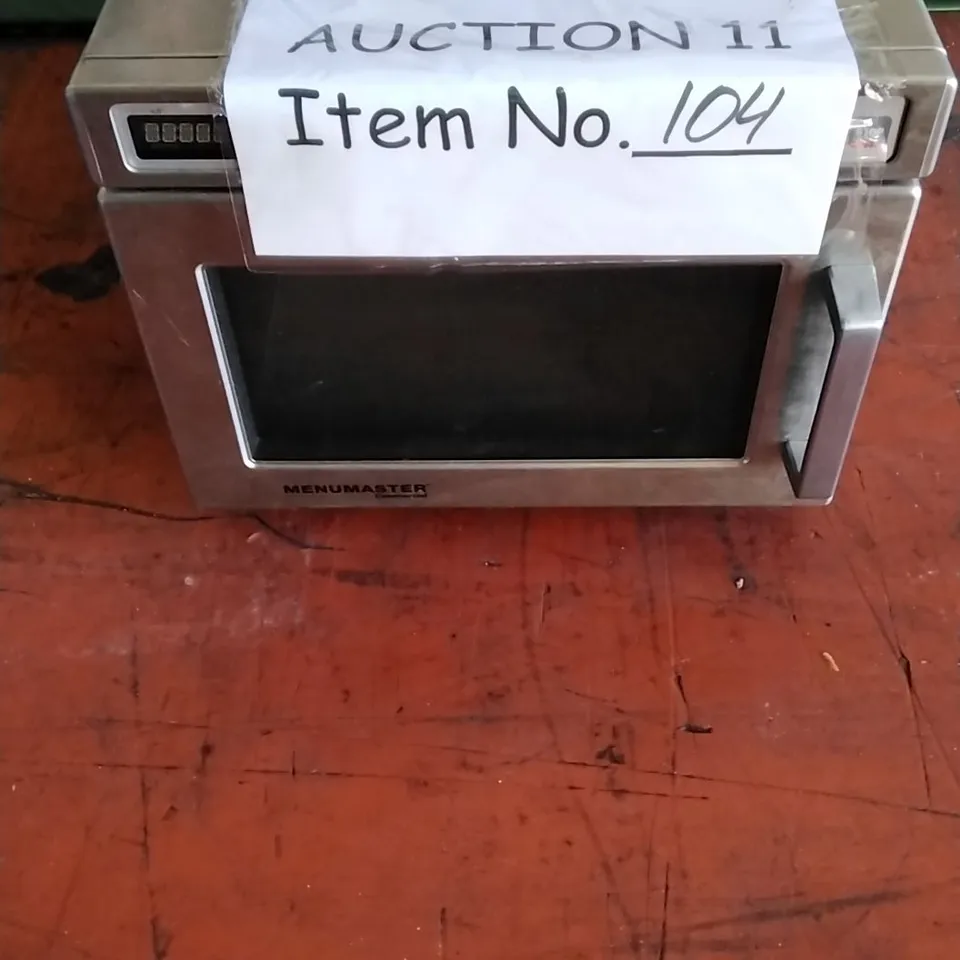 AUCTION 11
Item No. 104
MENUMASTER